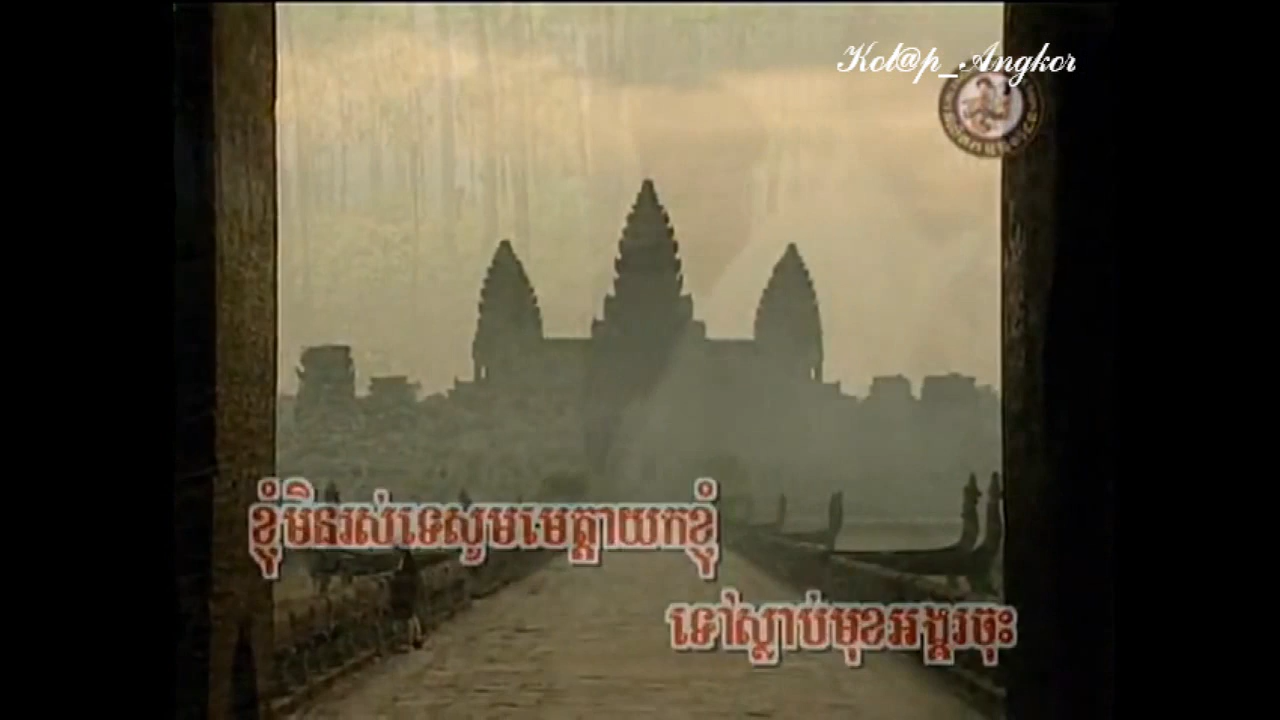 Kol@p_Angkor
ខ្ញុំមិនរស់ទេសូមមេត្តាយកខ្ញុំ
ទៅស្លាប់មុខអង្គរចុះ